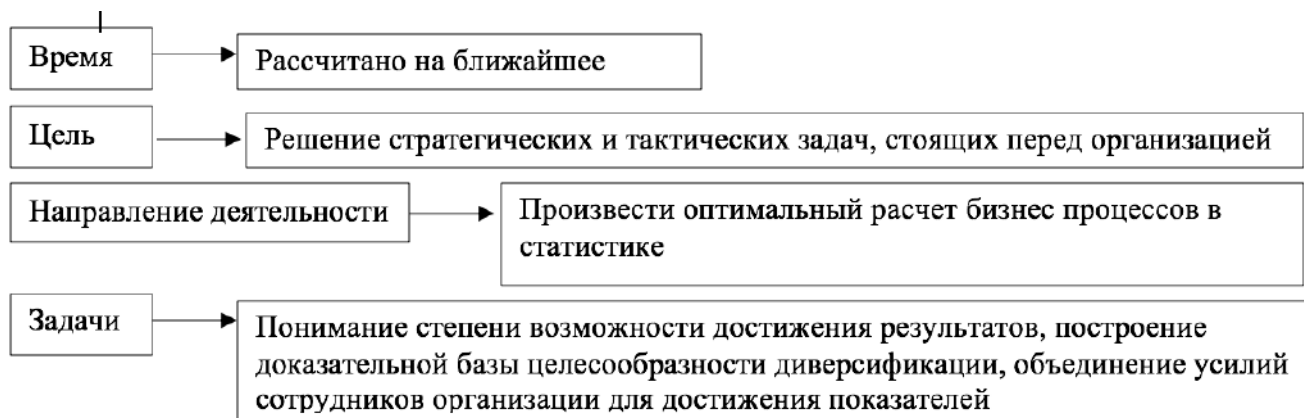 Время
Рассчитано на ближайшее
Цель
Решение стратегических и тактических задач, стоящих перед организацией
Направление деятельности
Произвести оптимальный расчет бизнес процессов в
статистике
Задачи
Понимание степени возможности достижения результатов, построение
доказательной базы целесообразности диверсификации, объединение усилий
сотрудников организации для достижения показателей